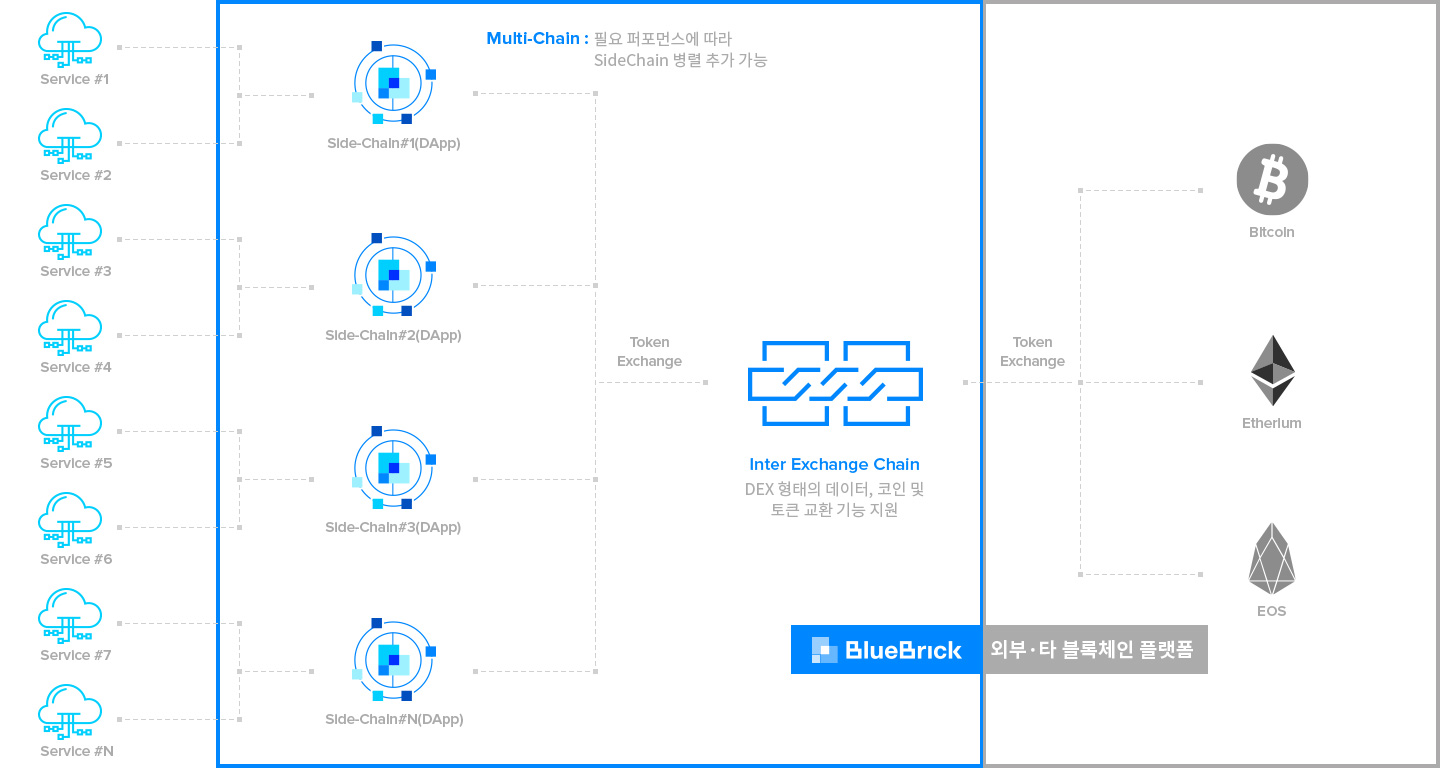 Service #1
Service #2
Service #3
Service #4
Service #5
Service #6
Service #7
Service #N
Multi-Chain : 필요 퍼포먼스에 따라
SideChain 병렬 추가 가능
Side-Chain#1(DApp)
Side-Chain#2(DApp)
Side-Chain#3(DApp)
Side-Chain#N(DApp)
Token
Exchange
Inter Exchange Chain
DEX 형태의 데이터, 코인 및
토큰 교환 기능 지원
BlueBrick
Token
Exchange
Bitcoin
Etherium
EOS
외부·타 블록체인 플랫폼